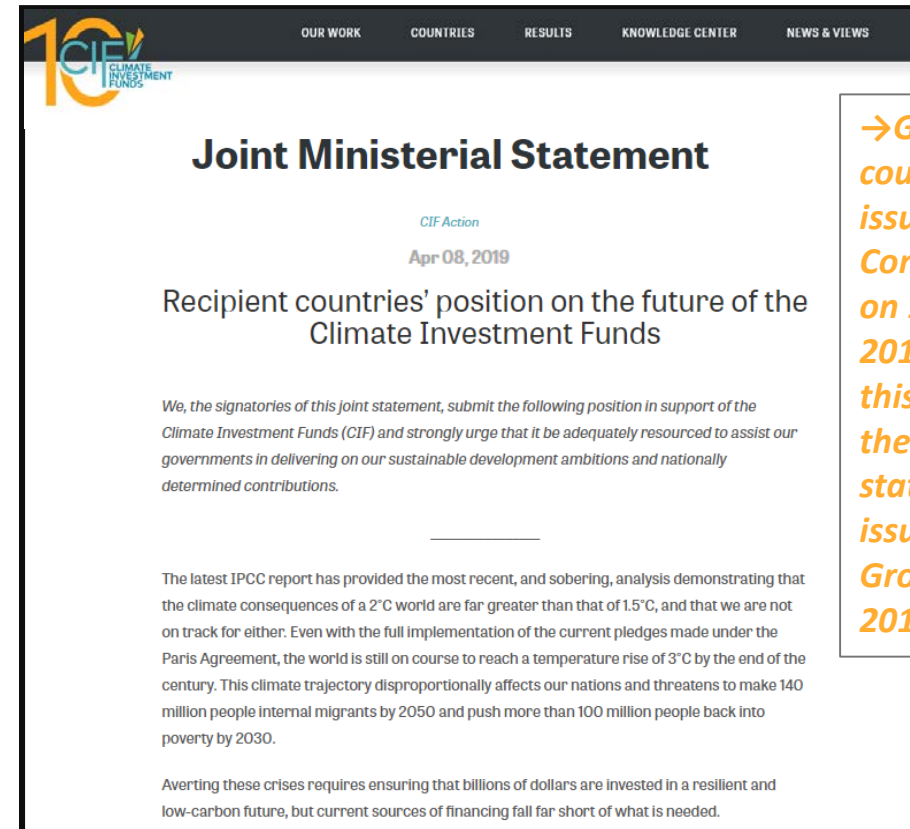 10
CIF
CLIMATE
INVESTMENT
FUNDS
OUR WORK COUNTRIES RESULTS KNOWLEDGE CENTER NEWS & VIEWS
Joint Ministerial Statement
CIF Action
Apr 08, 2019
Recipient countries' position on the future of the
Climate Investment Funds
We, the signatories of this joint statement, submit the following position in support of the
Climate Investment Funds (CIF) and strongly urge that it be adequately resourced to assist our
governments in delivering on our sustainable development ambitions and nationally
determined contributions.
The latest IPCC report has provided the most recent, and sobering, analysis demonstrating that
the climate consequences of a 2°C world are far greater than that of 1.5°C, and that we are not
on track for either. Even with the full implementation of the current pledges made under the
Paris Agreement, the world is still on course to reach a temperature rise of 3°C by the end of the
century. This climate trajectory disproportionally affects our nations and threatens to make 140
million people internal migrants by 2050 and push more than 100 million people back into
poverty by 2030.
Averting these crises requires ensuring that billions of dollars are invested in a resilient and
low-carbon future, but current sources of financing fall far short of what is needed.
→G
cou
issu
on
this
the